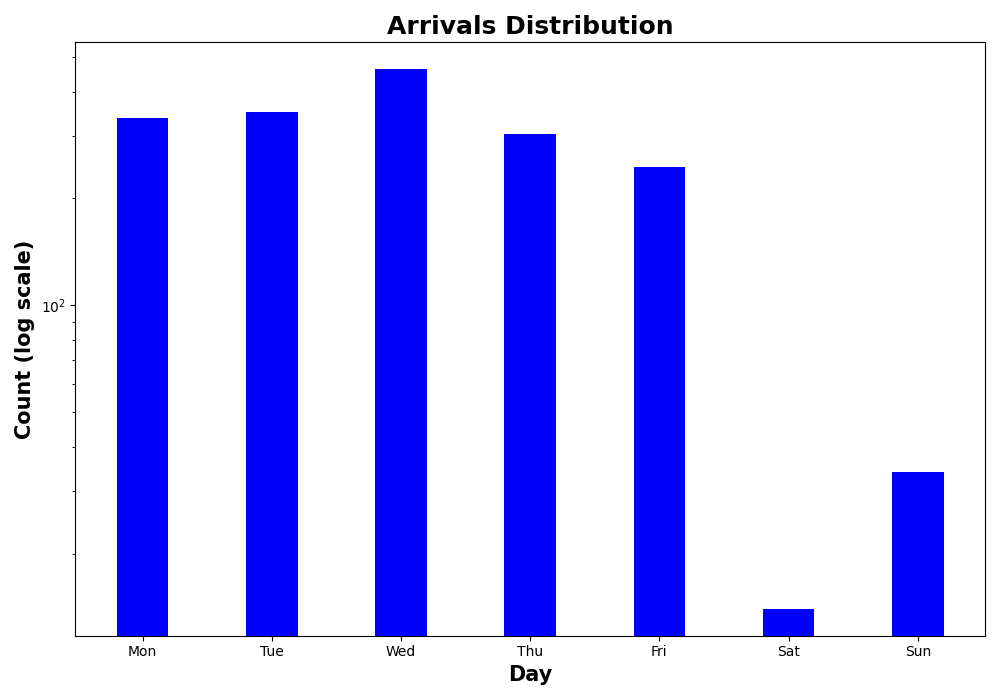 Arrivals Distribution
Count (log scale)
10²
Mon Tue Wed Thu Fri Sat Sun
Day